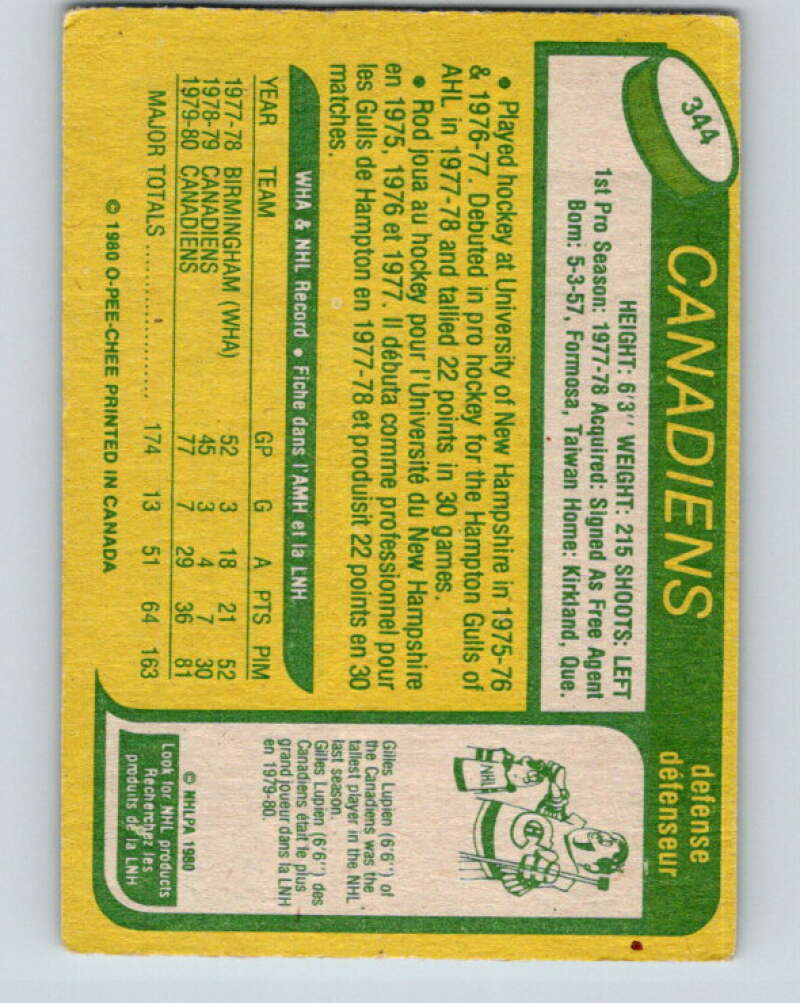 344
CANADIENS
defense
défenseur
HEIGHT: 6'3" WEIGHT: 215 SHOOTS: LEFT
1st Pro Season: 1977-78 Acquired: Signed As Free Agent
Born: 5-3-57, Formosa, Taiwan Home: Kirkland, Que.
• Played hockey at University of New Hampshire in 1975-76
& 1976-77. Debuted in pro hockey for the Hampton Gulls of
AHL in 1977-78 and tallied 22 points in 30 games.
• Rod joua au hockey pour l'Université du New Hampshire
en 1975, 1976 et 1977. Il débuta comme professionnel pour
les Gulls de Hampton en 1977-78 et produisit 22 points en 30
matches.
WHA & NHL Record • Fiche dans l'AMH et la LNH
YEAR TEAM GP G A PTS PIM
1977-78 BIRMINGHAM (WHA) 52 3 18 21 52
1978-79 CANADIENS 45 3 4 7 30
1979-80 CANADIENS 77 7 29 36 81
MAJOR TOTALS .................... 174 13 51 64 163
© 1980 O-PEE-CHEE PRINTED IN CANADA
NHL
CH
Gilles Lupien (6'6") of
the Canadiens was the
tallest player in the NHL
last season.
Gilles Lupien (6'6") des
Canadiens était le plus
grand joueur dans la LNH
en 1979-80.
© NHLPA 1980
Look for NHL products
Recherchez les
produits de la LNH